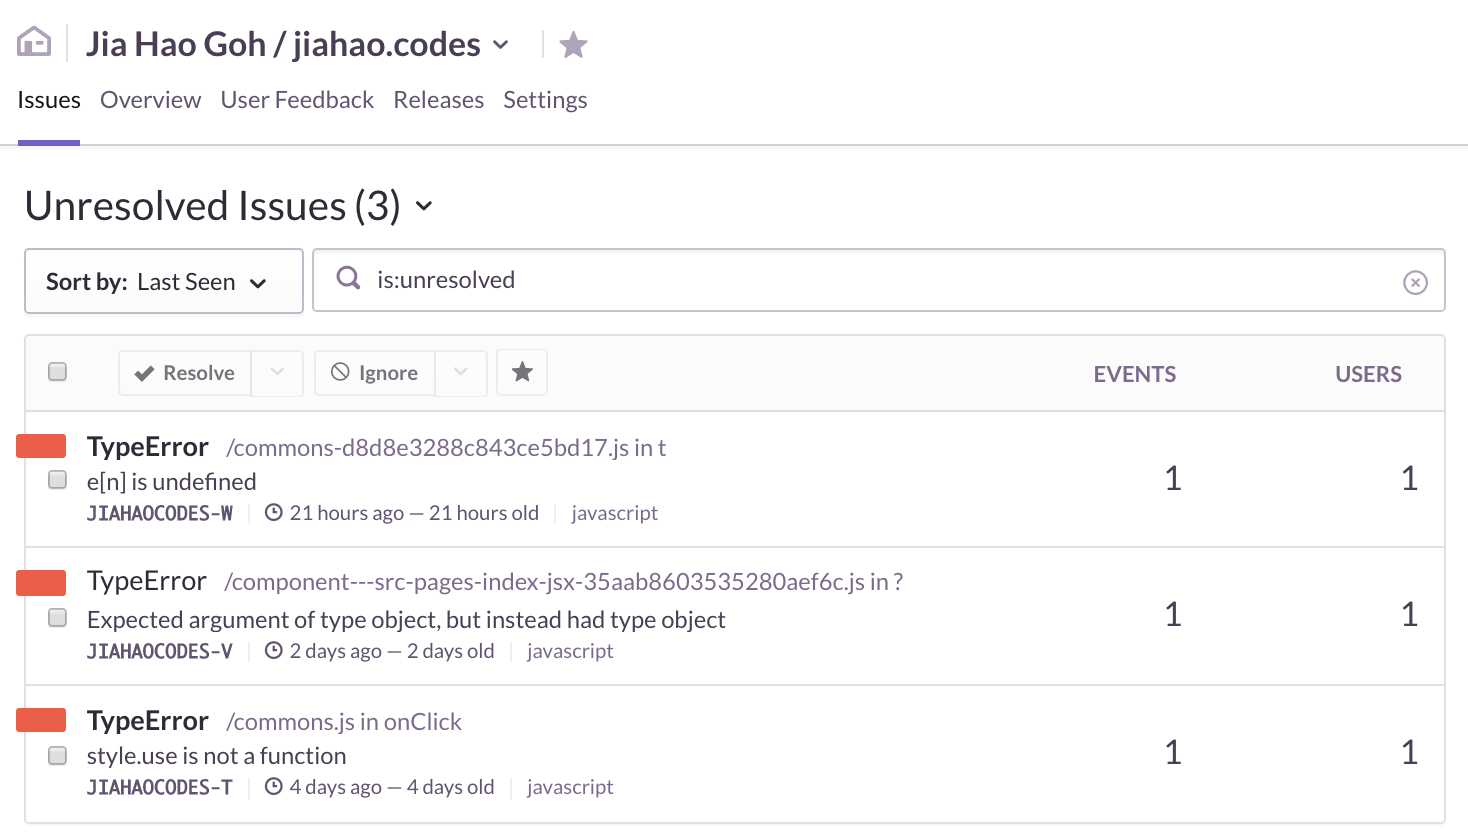 Jia Hao Goh / jiahao.codes
Issues Overview User Feedback Releases Settings
Unresolved Issues (3)
Sort by: Last Seen
is:unresolved
Resolve Ignore EVENTS USERS
TypeError /commons-d8d8e3288c843ce5bd17.js in t
e[n] is undefined
1 1
JIAHAOCODES-W 21 hours ago — 21 hours old javascript
TypeError /component---src-pages-index-jsx-35aab8603535280aef6c.js in ?
Expected argument of type object, but instead had type object
1 1
JIAHAOCODES-V 2 days ago — 2 days old javascript
TypeError /commons.js in onClick
style.use is not a function
1 1
JIAHAOCODES-T 4 days ago — 4 days old javascript